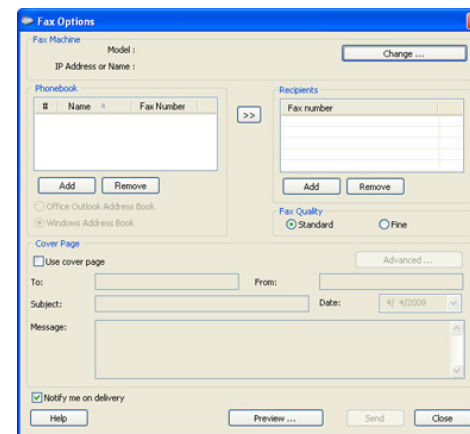 Fax Options
Fax Machine
Model :
Change ...
IP Address or Name :
Phonebook
# Name Fax Number
>>
Add Remove
Office Outlook Address Book
Windows Address Book
Recipients
Fax number
Add Remove
Fax Quality
Standard Fine
Cover Page
Use cover page
Advanced ...
To: From:
Subject: Date: 4/ 4/2009
Message:
Notify me on delivery
Help Preview ... Send Close